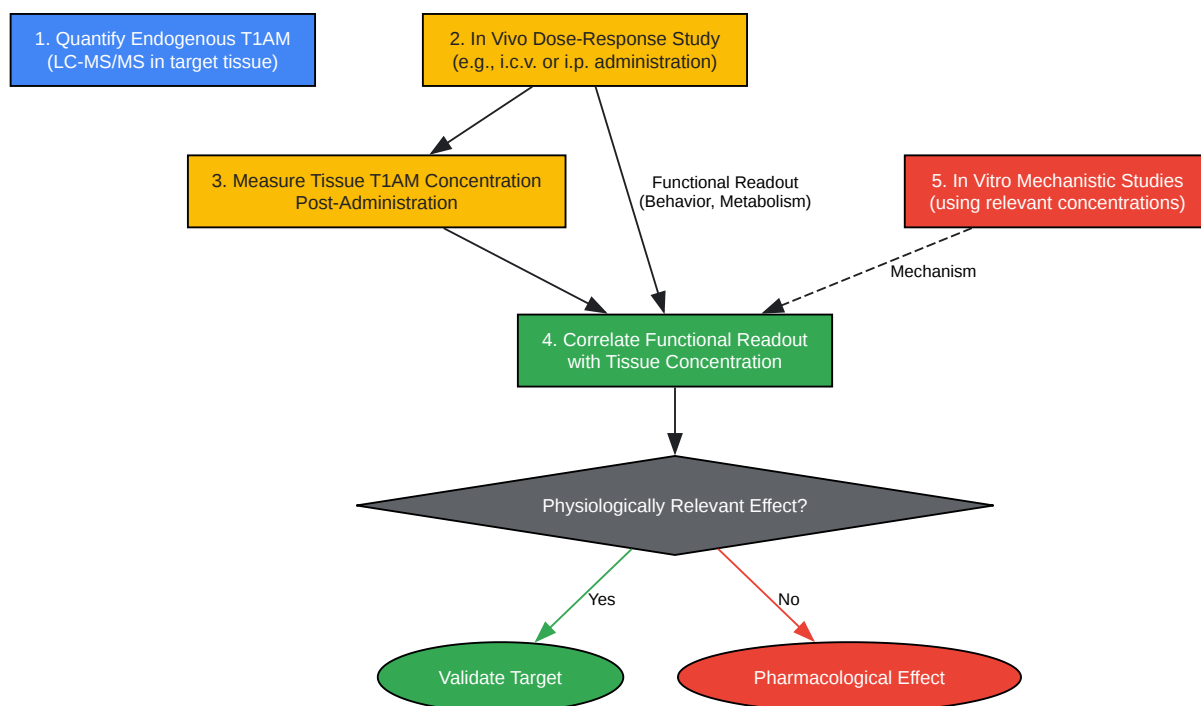 1. Quantify Endogenous T1AM
(LC-MS/MS in target tissue)
2. In Vivo Dose-Response Study
(e.g., i.c.v. or i.p. administration)
3. Measure Tissue T1AM Concentration
Post-Administration
Functional Readout
(Behavior, Metabolism)
5. In Vitro Mechanistic Studies
(using relevant concentrations)
Mechanism
4. Correlate Functional Readout
with Tissue Concentration
Physiologically Relevant Effect?
Yes
No
Validate Target
Pharmacological Effect